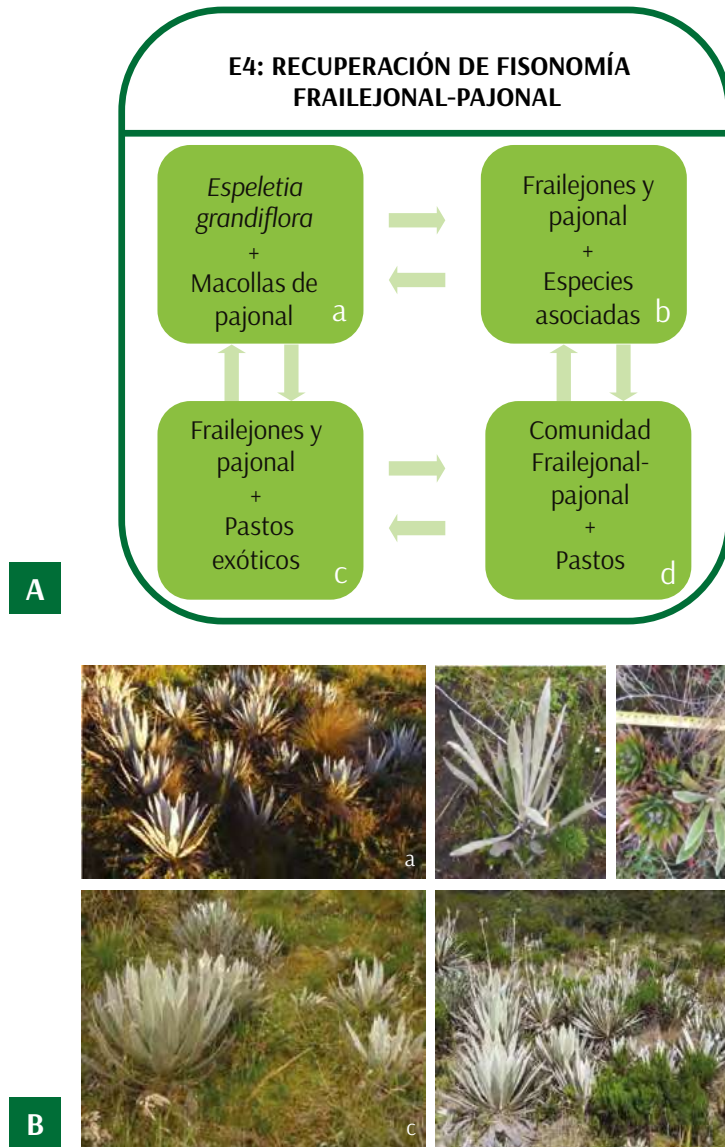 E4: RECUPERACIÓN DE FISONOMÍA
FRAILEJONAL-PAJONAL
Espeletia
grandiflora
+
Macollas de
pajonal
a
Frailejones y
pajonal
+
Especies
asociadas
b
Frailejones y
pajonal
+
Pastos
exóticos
c
Comunidad
Frailejonal-
pajonal
+
Pastos
d
A
a
c
B